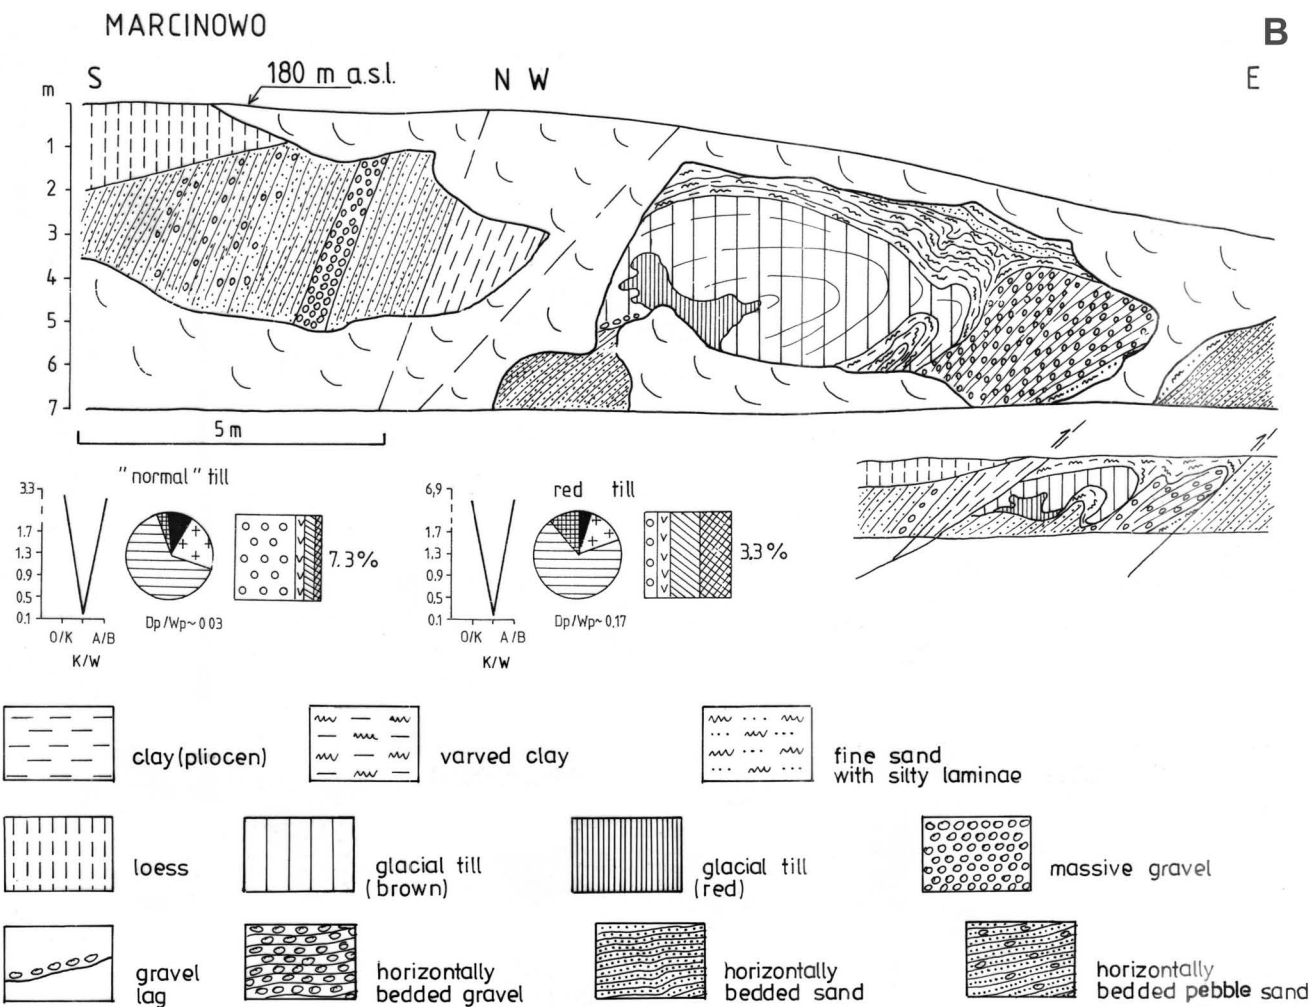 MARCINOWO
B
180 m a.s.l.
S
N W
E
m
1
2
3
4
5
6
7
5 m
"normal" till
3.3
1.7
1.3
0.9
0.5
0.1
O/K A/B
K/W
Dp/Wp~0.03
7.3%
red till
6,9
1.7
1.3
0.9
0.5
0.1
O/K A/B
K/W
Dp/Wp~0,17
3.3%
clay (pliocen)
varved clay
fine sand
with silty laminae
loess
glacial till
(brown)
glacial till
(red)
massive gravel
gravel
lag
horizontally
bedded gravel
horizontally
bedded sand
horizontally
bedded pebble sand